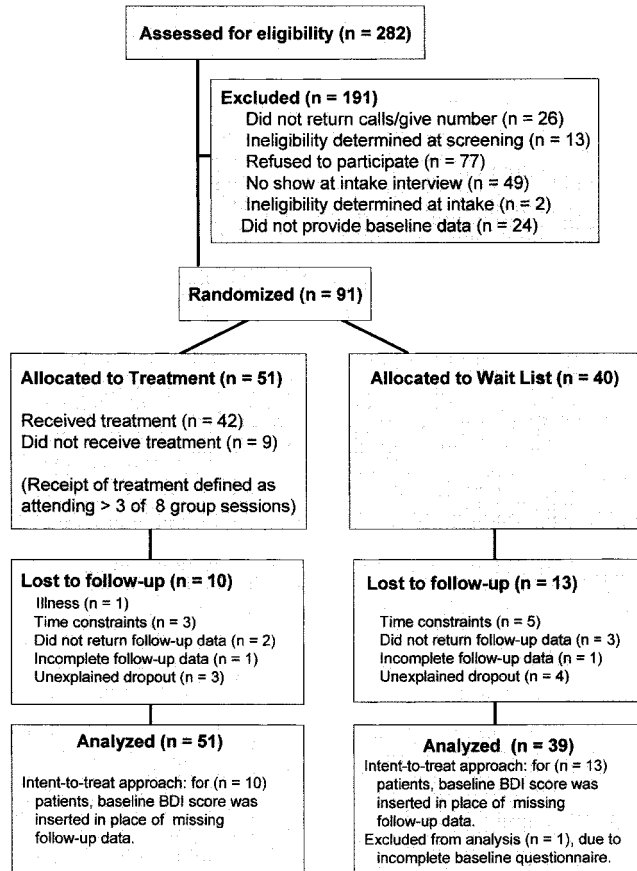 Assessed for eligibility (n = 282)
Excluded (n = 191)
Did not return calls/give number (n = 26)
Ineligibility determined at screening (n = 13)
Refused to participate (n = 77)
No show at intake interview (n = 49)
Ineligibility determined at intake (n = 2)
Did not provide baseline data (n = 24)
Randomized (n = 91)
Allocated to Treatment (n = 51)
Received treatment (n = 42)
Did not receive treatment (n = 9)
(Receipt of treatment defined as
attending > 3 of 8 group sessions)
Allocated to Wait List (n = 40)
Lost to follow-up (n = 10)
Illness (n = 1)
Time constraints (n = 3)
Did not return follow-up data (n = 2)
Incomplete follow-up data (n = 1)
Unexplained dropout (n = 3)
Lost to follow-up (n = 13)
Time constraints (n = 5)
Did not return follow-up data (n = 3)
Incomplete follow-up data (n = 1)
Unexplained dropout (n = 4)
Analyzed (n = 51)
Intent-to-treat approach: for (n = 10)
patients, baseline BDI score was
inserted in place of missing
follow-up data.
Analyzed (n = 39)
Intent-to-treat approach: for (n = 13)
patients, baseline BDI score was
inserted in place of missing
follow-up data.
Excluded from analysis (n = 1), due to
incomplete baseline questionnaire.